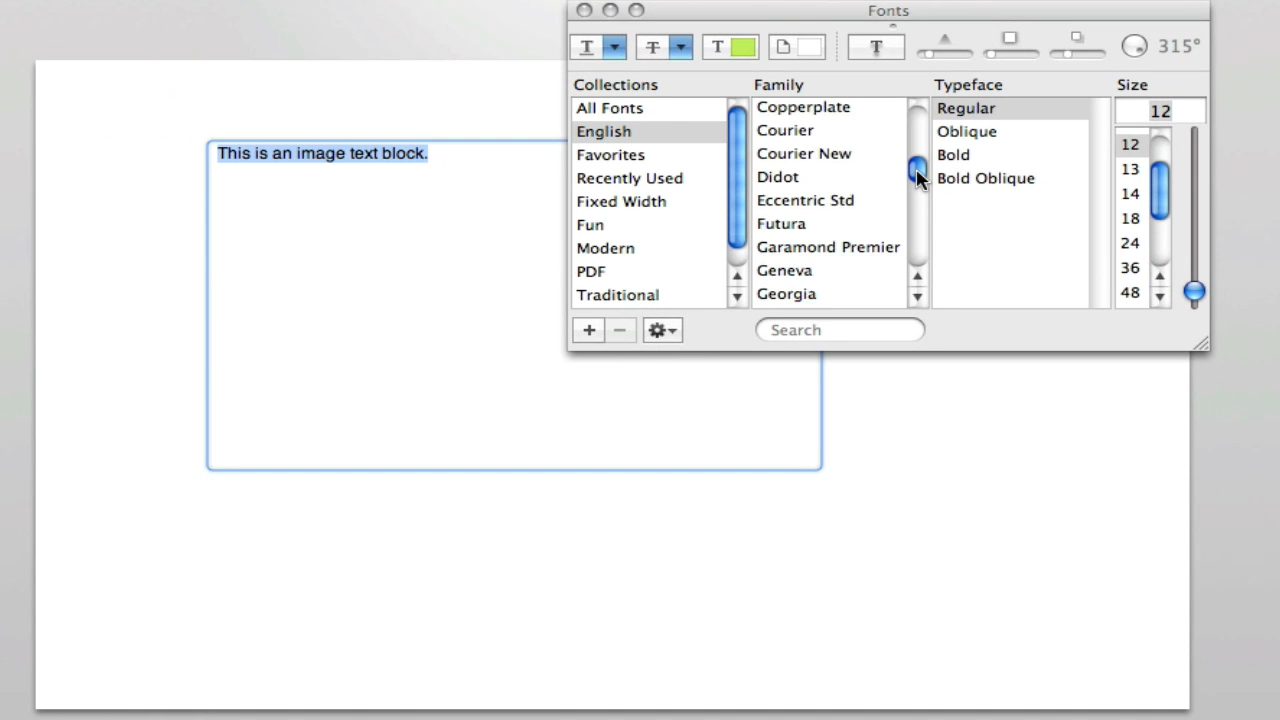 Fonts
T T T T 315°
Collections Family Typeface Size
All Fonts Copperplate Regular 12
English Courier Oblique 12
Favorites Courier New Bold 13
Recently Used Didot Bold Oblique 14
Fixed Width Eccentric Std 18
Fun Futura 24
Modern Garamond Premier
PDF Geneva 36
Traditional Georgia 48
Search
This is an image text block.